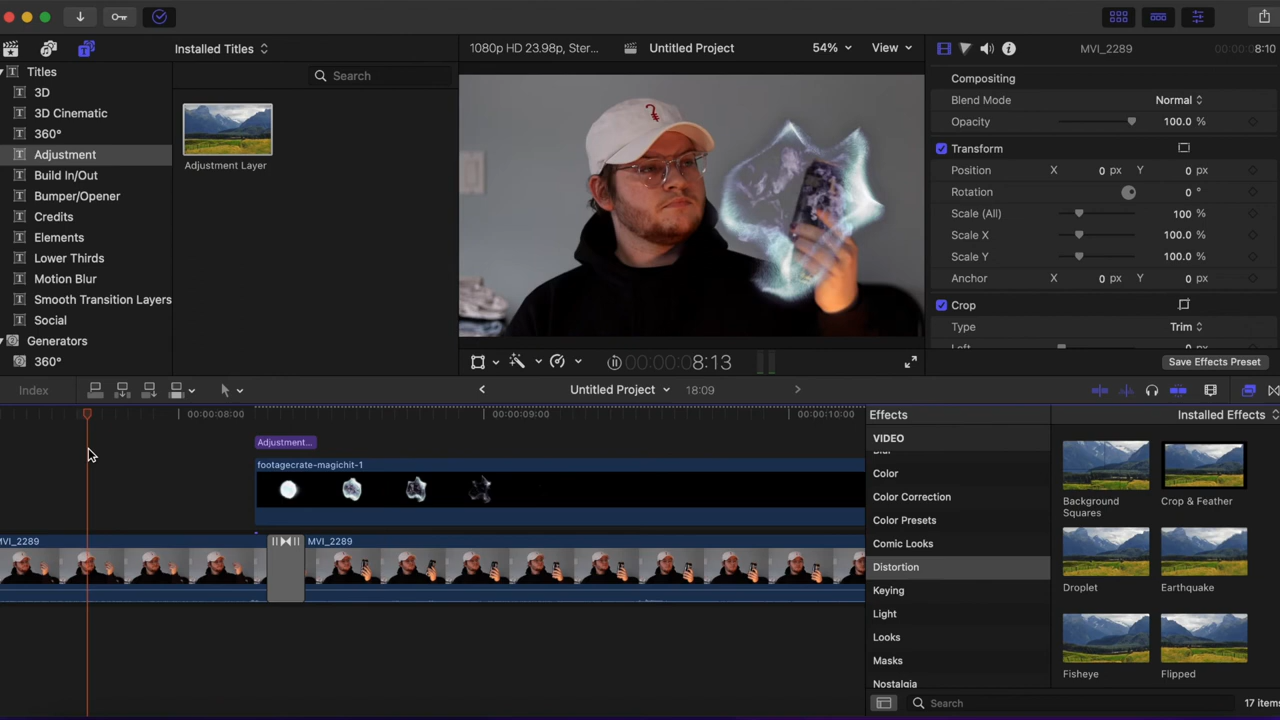 Installed Titles
1080p HD 23.98p, Ster...
Untitled Project
54%
View
MVI_2289
00:00:08:10
Titles
3D
3D Cinematic
360°
Adjustment
Build In/Out
Bumper/Opener
Credits
Elements
Lower Thirds
Motion Blur
Smooth Transition Layers
Social
Generators
360°
Search
Adjustment Layer
Compositing
Blend Mode
Normal
Opacity
100.0 %
Transform
Position
X
0 px
Y
0 px
Rotation
0 °
Scale (All)
100 %
Scale X
100.0 %
Scale Y
100.0 %
Anchor
X
0 px
Y
0 px
Crop
Type
Trim
Left
Save Effects Preset
00:00:08:13
Index
Untitled Project
18:09
00:00:08:00
00:00:09:00
00:00:10:00
Adjustment...
footagecrate-magichit-1
MVI_2289
MVI_2289
Effects
Installed Effects
VIDEO
Blur
Color
Color Correction
Color Presets
Comic Looks
Distortion
Keying
Light
Looks
Masks
Nostalgia
Background Squares
Crop & Feather
Droplet
Earthquake
Fisheye
Flipped
Search
17 items